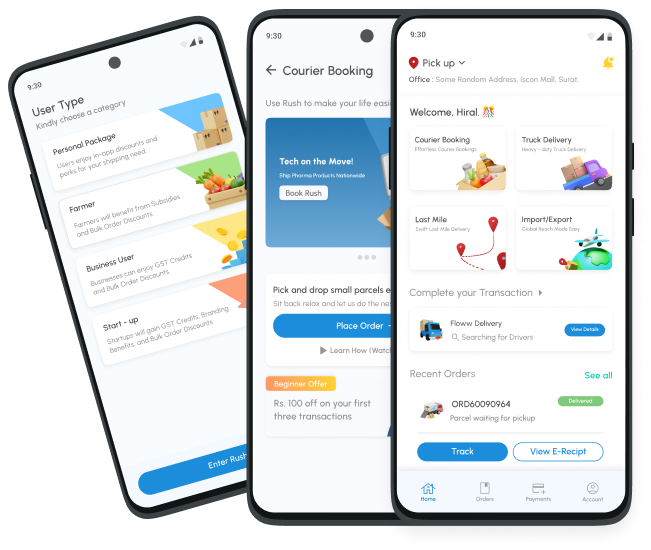 9:30
User Type
Kindly choose a category
Personal Package
Users enjoy in-app discounts and
perks for your shipping need.
Farmer
Farmers will benefit from Subsidies
and Bulk Order Discounts.
Business User
Businesses can enjoy GST Credits
and Bulk Order Discounts.
Start - up
Startups will gain GST Credits, Branding
Benefits, and Bulk Order Discounts.
Enter Rush
9:30
Courier Booking
Use Rush to make your life easi
Tech on the Move!
Ship Pharma Products Nationwide
Book Rush
Pick and drop small parcels e
Sit back relax and let us do the ne
Place Order
Learn How (Watc
Beginner Offer
Rs. 100 off on your first
three transactions
9:30
Pick up
Office : Some Random Address, Iscon Mall, Surat.
Welcome, Hiral.
Courier Booking
Effortless Courier Bookings
Truck Delivery
Heavy - duty Truck Delivery
Last Mile
Swift Last Mile Delivery
Import/Export
Global Reach Made Easy
Complete your Transaction
Floww Delivery
Searching for Drivers
View Details
Recent Orders
See all
ORD60090964
Delivered
Parcel waiting for pickup
Track
View E-Recipt
Home
Orders
Payments
Account